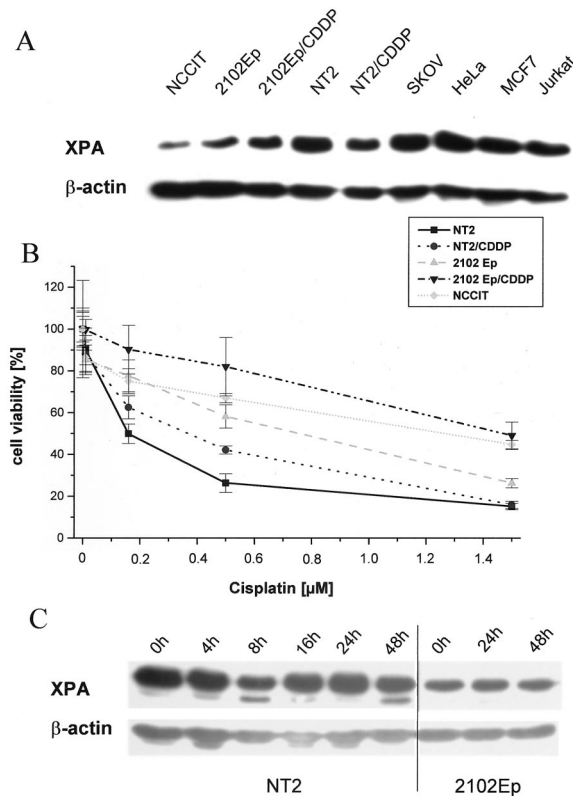 A
NCCIT
2102Ep
2102Ep/CDDP
NT2
NT2/CDDP
SKOV
HeLa
MCF7
Jurkat
XPA
β-actin
B
NT2
NT2/CDDP
2102 Ep
2102 Ep/CDDP
NCCIT
cell viability [%]
120
100
80
60
40
20
0
0 0.2 0.4 0.6 0.8 1.0 1.2 1.4
Cisplatin [µM]
C
0h 4h 8h 16h 24h 48h 0h 24h 48h
XPA
β-actin
NT2 2102Ep